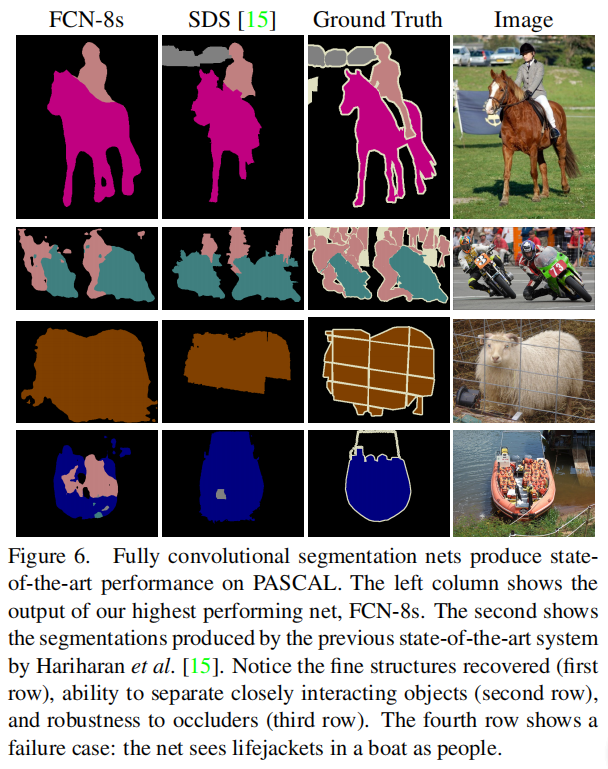 FCN-8s SDS [15] Ground Truth Image
Figure 6. Fully convolutional segmentation nets produce state-
of-the-art performance on PASCAL. The left column shows the
output of our highest performing net, FCN-8s. The second shows
the segmentations produced by the previous state-of-the-art system
by Hariharan et al. [15]. Notice the fine structures recovered (first
row), ability to separate closely interacting objects (second row),
and robustness to occluders (third row). The fourth row shows a
failure case: the net sees lifejackets in a boat as people.